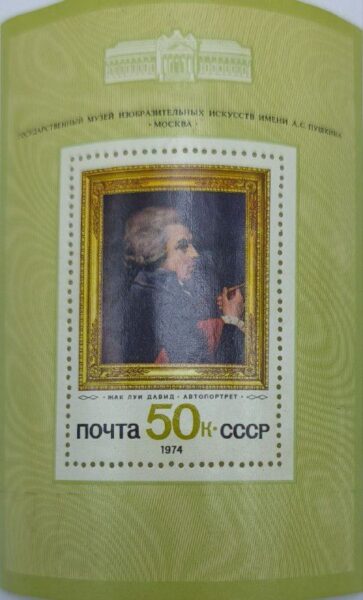 ГОСУДАРСТВЕННЫЙ МУЗЕЙ ИЗОБРАЗИТЕЛЬНЫХ ИСКУССТВ ИМЕНИ А.С.ПУШКИНА
• МОСКВА •
• ЖАК ЛУИ ДАВИД • АВТОПОРТРЕТ •
ПОЧТА 50К•СССР
1974